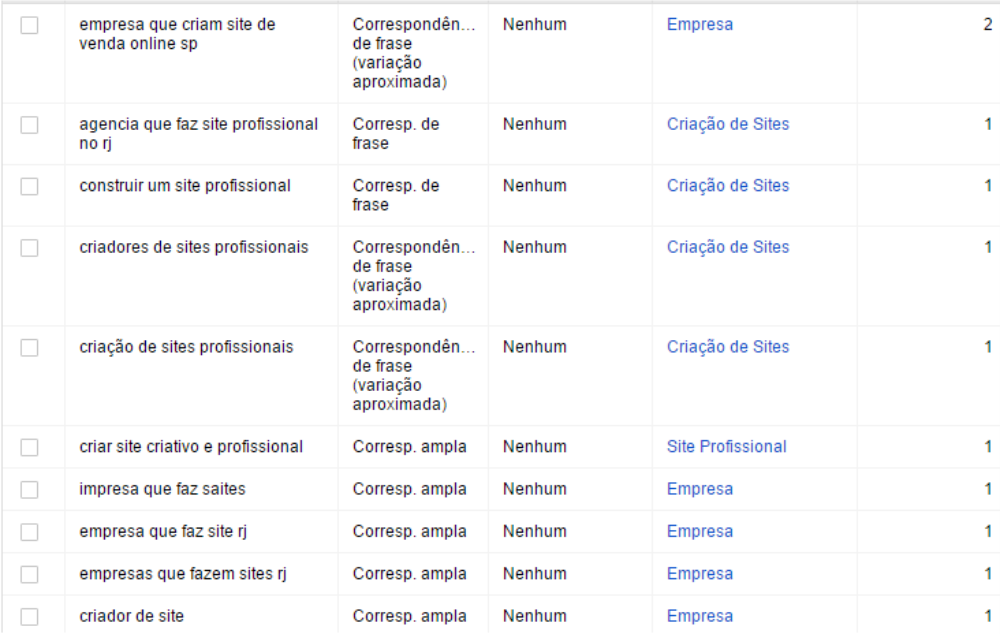 empresa que criam site de Correspondên... Nenhum Empresa 2
venda online sp de frase
(variação
aproximada)
agencia que faz site profissional Corresp. de Nenhum Criação de Sites 1
no rj frase
construir um site profissional Corresp. de Nenhum Criação de Sites 1
frase
criadores de sites profissionais Correspondên... Nenhum Criação de Sites 1
de frase
(variação
aproximada)
criação de sites profissionais Correspondên... Nenhum Criação de Sites 1
de frase
(variação
aproximada)
criar site criativo e profissional Corresp. ampla Nenhum Site Profissional 1
impresa que faz saites Corresp. ampla Nenhum Empresa 1
empresa que faz site rj Corresp. ampla Nenhum Empresa 1
empresas que fazem sites rj Corresp. ampla Nenhum Empresa 1
criador de site Corresp. ampla Nenhum Empresa 1